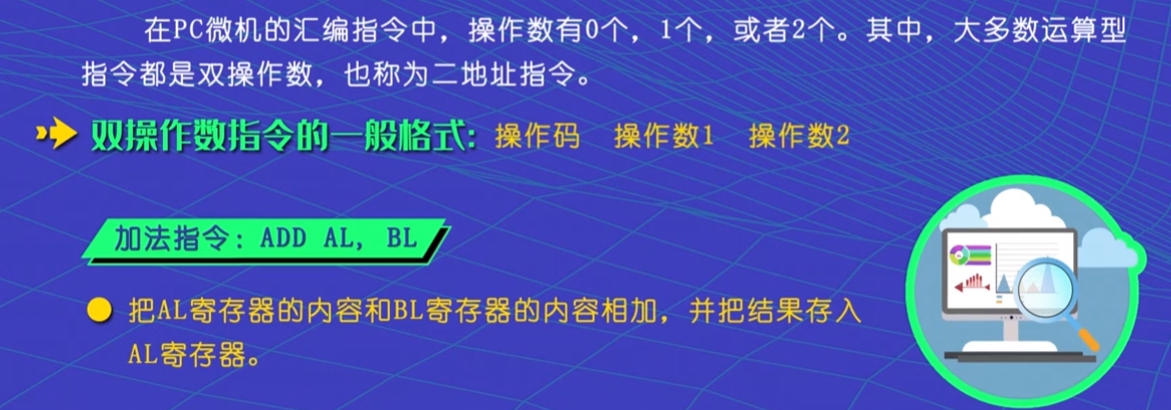 在PC微机的汇编指令中，操作数有0个，1个，或者2个。其中，大多数运算型
指令都是双操作数，也称为二地址指令。
双操作数指令的一般格式: 操作码 操作数1 操作数2
加法指令: ADD AL, BL
把AL寄存器的内容和BL寄存器的内容相加，并把结果存入
AL寄存器。